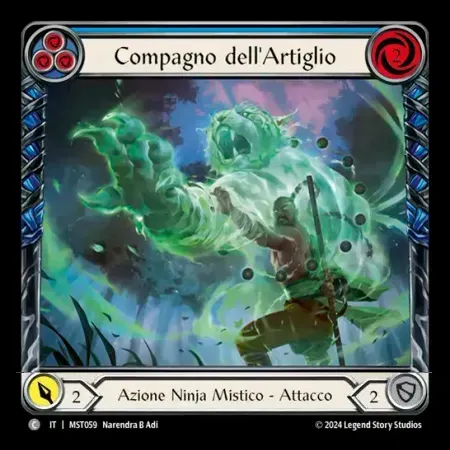 Compagno dell'Artiglio
2 Azione Ninja Mistico - Attacco 2
C IT | MST059 Narendra B Adi © 2024 Legend Story Studios